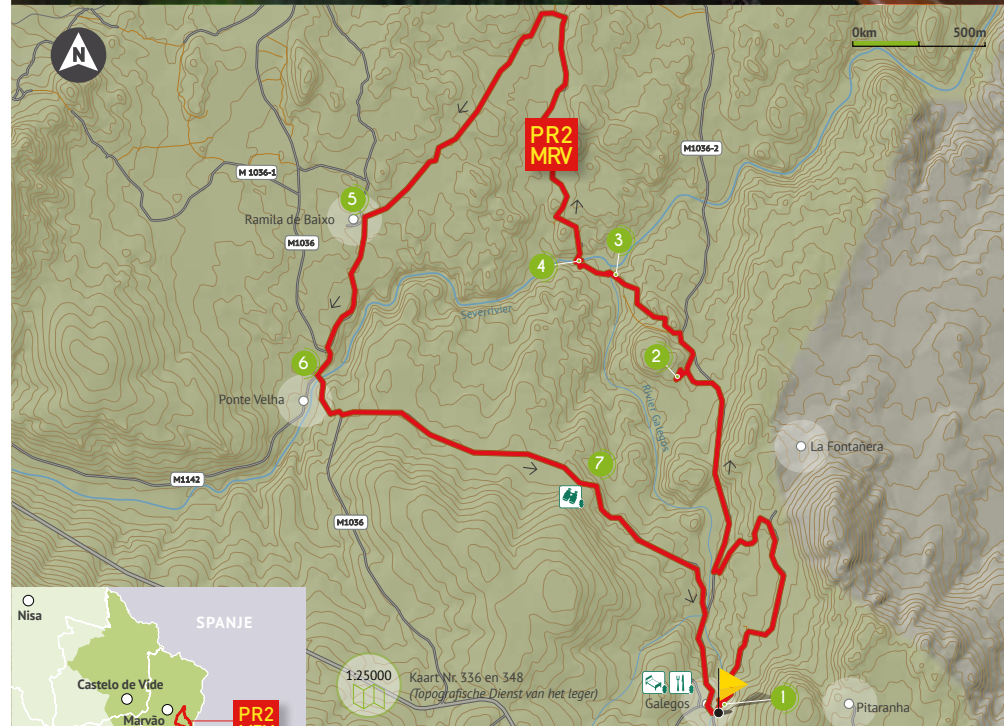 N
0km 500m
PR2
MRV
M1036-2
M 1036-1
5
Ramila de Baixo
M1036
3
4
Severrivier
2
6
Ponte Velha
Rivier Galegos
La Fontañera
7
M1142
M1036
Nisa
SPANJE
1:25000
Kaart Nr. 336 en 348
(Topografische Dienst van het leger)
Castelo de Vide
Marvão
PR2
Galegos
1
Pitaranha